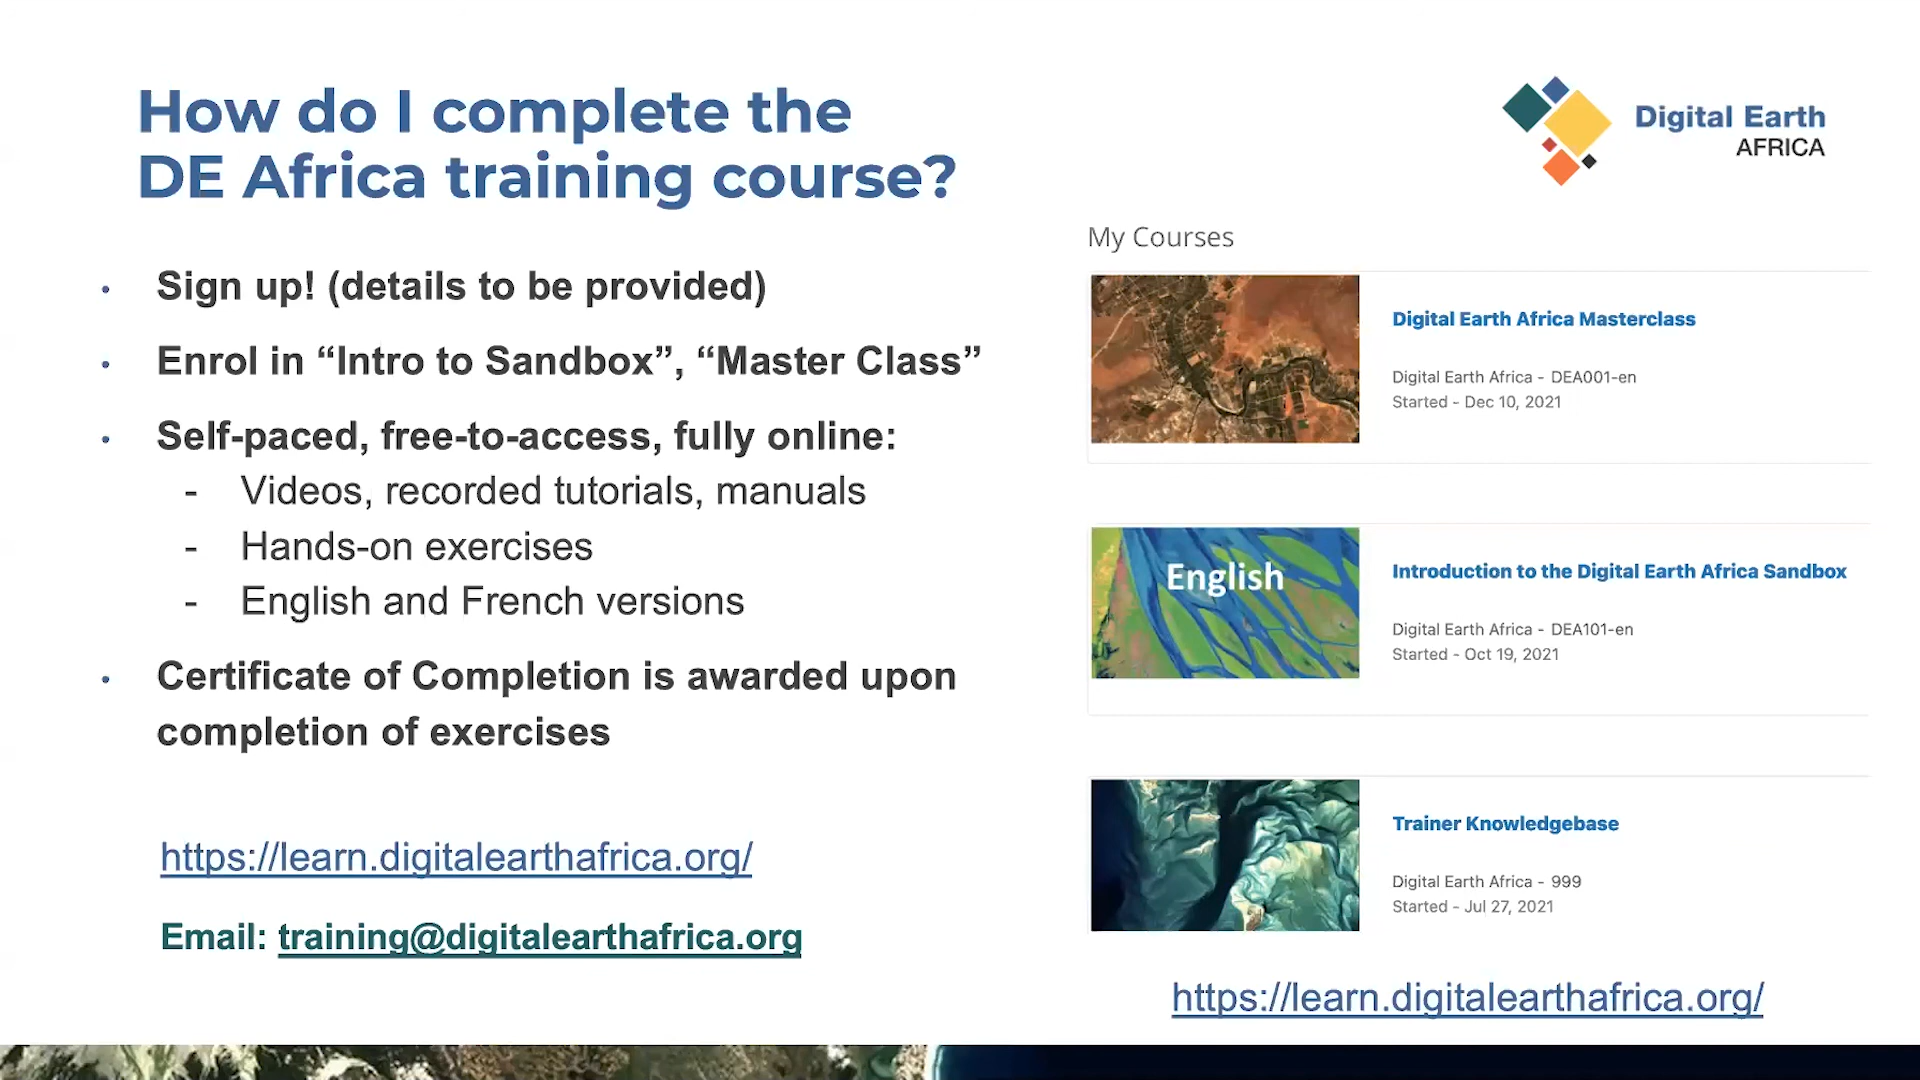 How do I complete the
DE Africa training course?
Digital Earth
AFRICA
• Sign up! (details to be provided)
• Enrol in “Intro to Sandbox”, “Master Class”
• Self-paced, free-to-access, fully online:
- Videos, recorded tutorials, manuals
- Hands-on exercises
- English and French versions
• Certificate of Completion is awarded upon
completion of exercises
https://learn.digitalearthafrica.org/
Email: training@digitalearthafrica.org
My Courses
Digital Earth Africa Masterclass
Digital Earth Africa - DEA001-en
Started - Dec 10, 2021
English
Introduction to the Digital Earth Africa Sandbox
Digital Earth Africa - DEA101-en
Started - Oct 19, 2021
Trainer Knowledgebase
Digital Earth Africa - 999
Started - Jul 27, 2021
https://learn.digitalearthafrica.org/